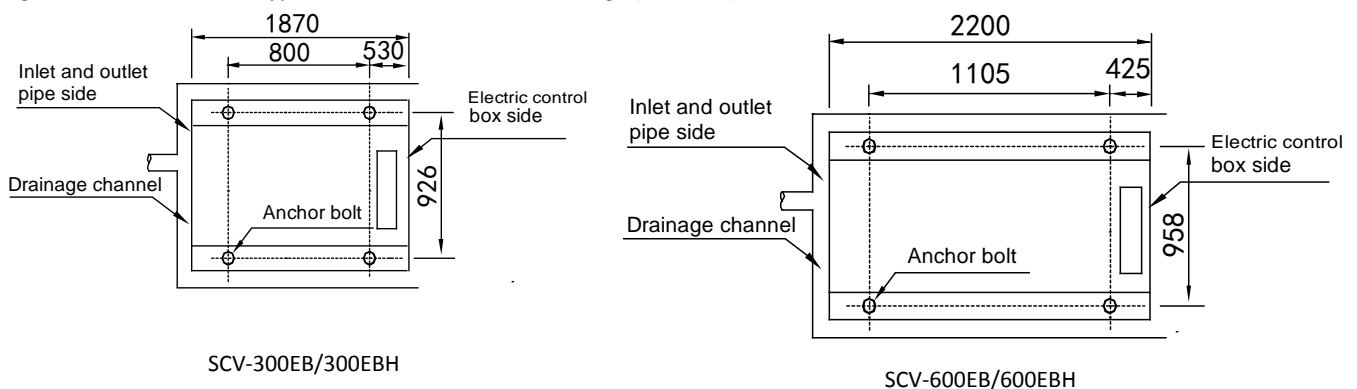 1870
800
530
Inlet and outlet
pipe side
Electric control
box side
Drainage channel
926
Anchor bolt
SCV-300EB/300EBH
2200
1105
425
Inlet and outlet
pipe side
Electric control
box side
Drainage channel
958
Anchor bolt
SCV-600EB/600EBH